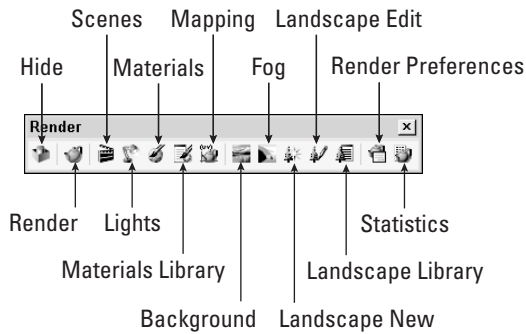 Scenes
Mapping
Landscape Edit
Hide
Materials
Fog
Render Preferences
Render
Render
Lights
Statistics
Materials Library
Landscape Library
Background
Landscape New